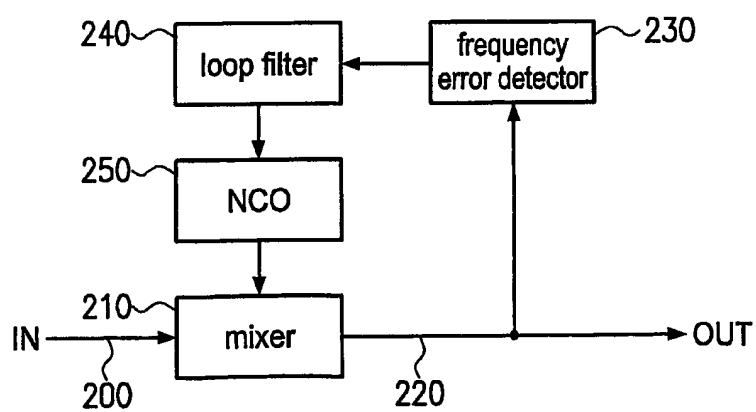 240
loop filter
frequency
error detector
230
250
NCO
210
mixer
IN
200
220
OUT